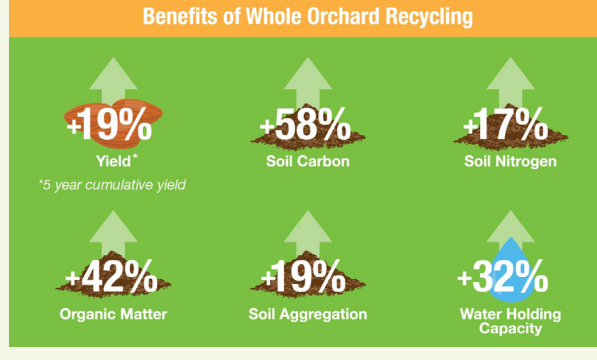 Benefits of Whole Orchard Recycling
+19%
Yield*
*5 year cumulative yield
+58%
Soil Carbon
+17%
Soil Nitrogen
+42%
Organic Matter
+19%
Soil Aggregation
+32%
Water Holding
Capacity